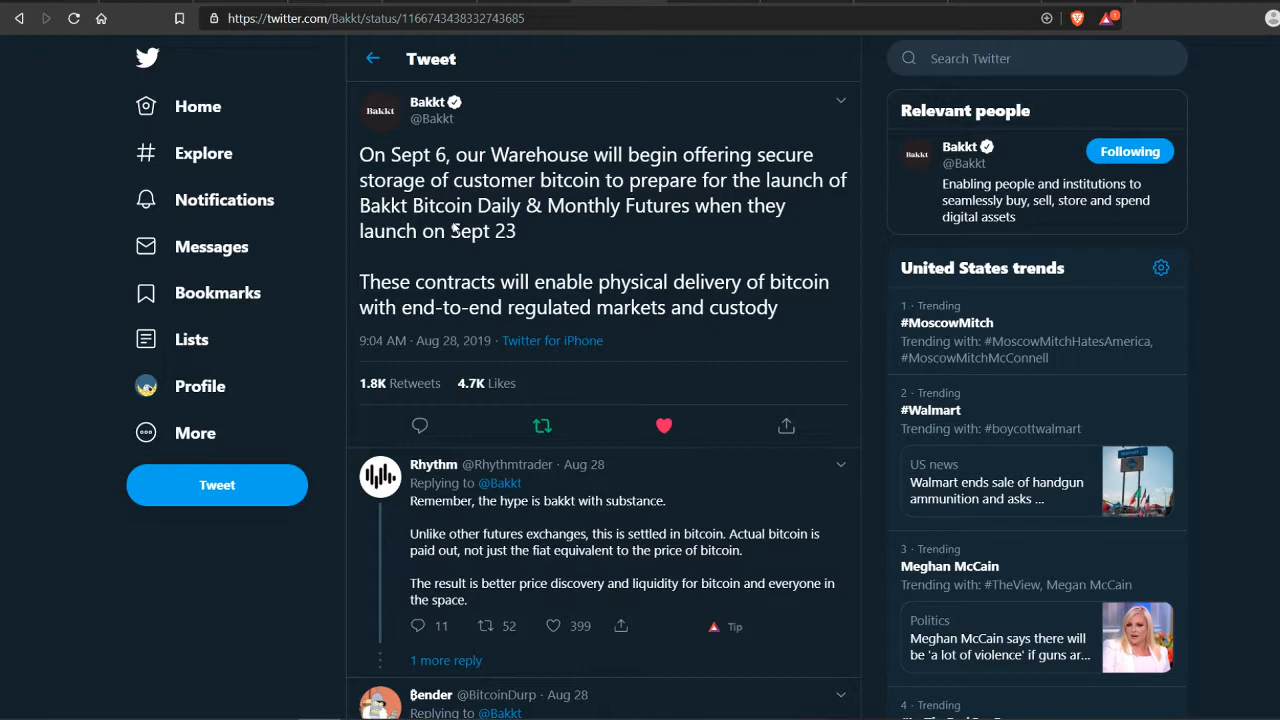 https://twitter.com/Bakkt/status/1166743438332743685
1
Home
Explore
Notifications
Messages
Bookmarks
Lists
Profile
More
Tweet
Tweet
Bakkt
Bakkt
@Bakkt
On Sept 6, our Warehouse will begin offering secure
storage of customer bitcoin to prepare for the launch of
Bakkt Bitcoin Daily & Monthly Futures when they
launch on Sept 23
These contracts will enable physical delivery of bitcoin
with end-to-end regulated markets and custody
9:04 AM · Aug 28, 2019 · Twitter for iPhone
1.8K Retweets 4.7K Likes
Rhythm @Rhythmtrader · Aug 28
Replying to @Bakkt
Remember, the hype is bakkt with substance.
Unlike other futures exchanges, this is settled in bitcoin. Actual bitcoin is
paid out, not just the fiat equivalent to the price of bitcoin.
The result is better price discovery and liquidity for bitcoin and everyone in
the space.
11 52 399 Tip
1 more reply
₿ender @BitcoinDurp · Aug 28
Replying to @Bakkt
Search Twitter
Relevant people
Bakkt
Bakkt
@Bakkt
Following
Enabling people and institutions to
seamlessly buy, sell, store and spend
digital assets
United States trends
1 · Trending
#MoscowMitch
Trending with: #MoscowMitchHatesAmerica,
#MoscowMitchMcConnell
2 · Trending
#Walmart
Trending with: #boycottwalmart
US news
Walmart ends sale of handgun
ammunition and asks ...
3 · Trending
Meghan McCain
Trending with: #TheView, Megan McCain
Politics
Meghan McCain says there will
be 'a lot of violence' if guns ar...
4 · Trending